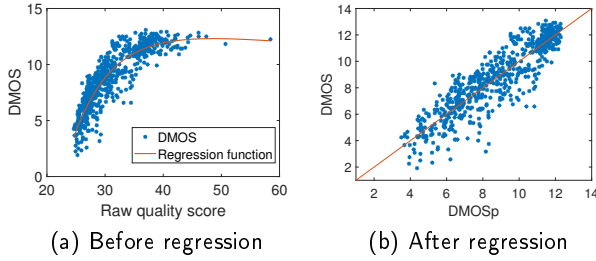 15
10
5
0
DMOS
20
30
40
50
60
Raw quality score
DMOS
Regression function
(a) Before regression
14
12
10
8
6
4
2
DMOS
2
4
6
8
10
12
14
DMOSp
(b) After regression